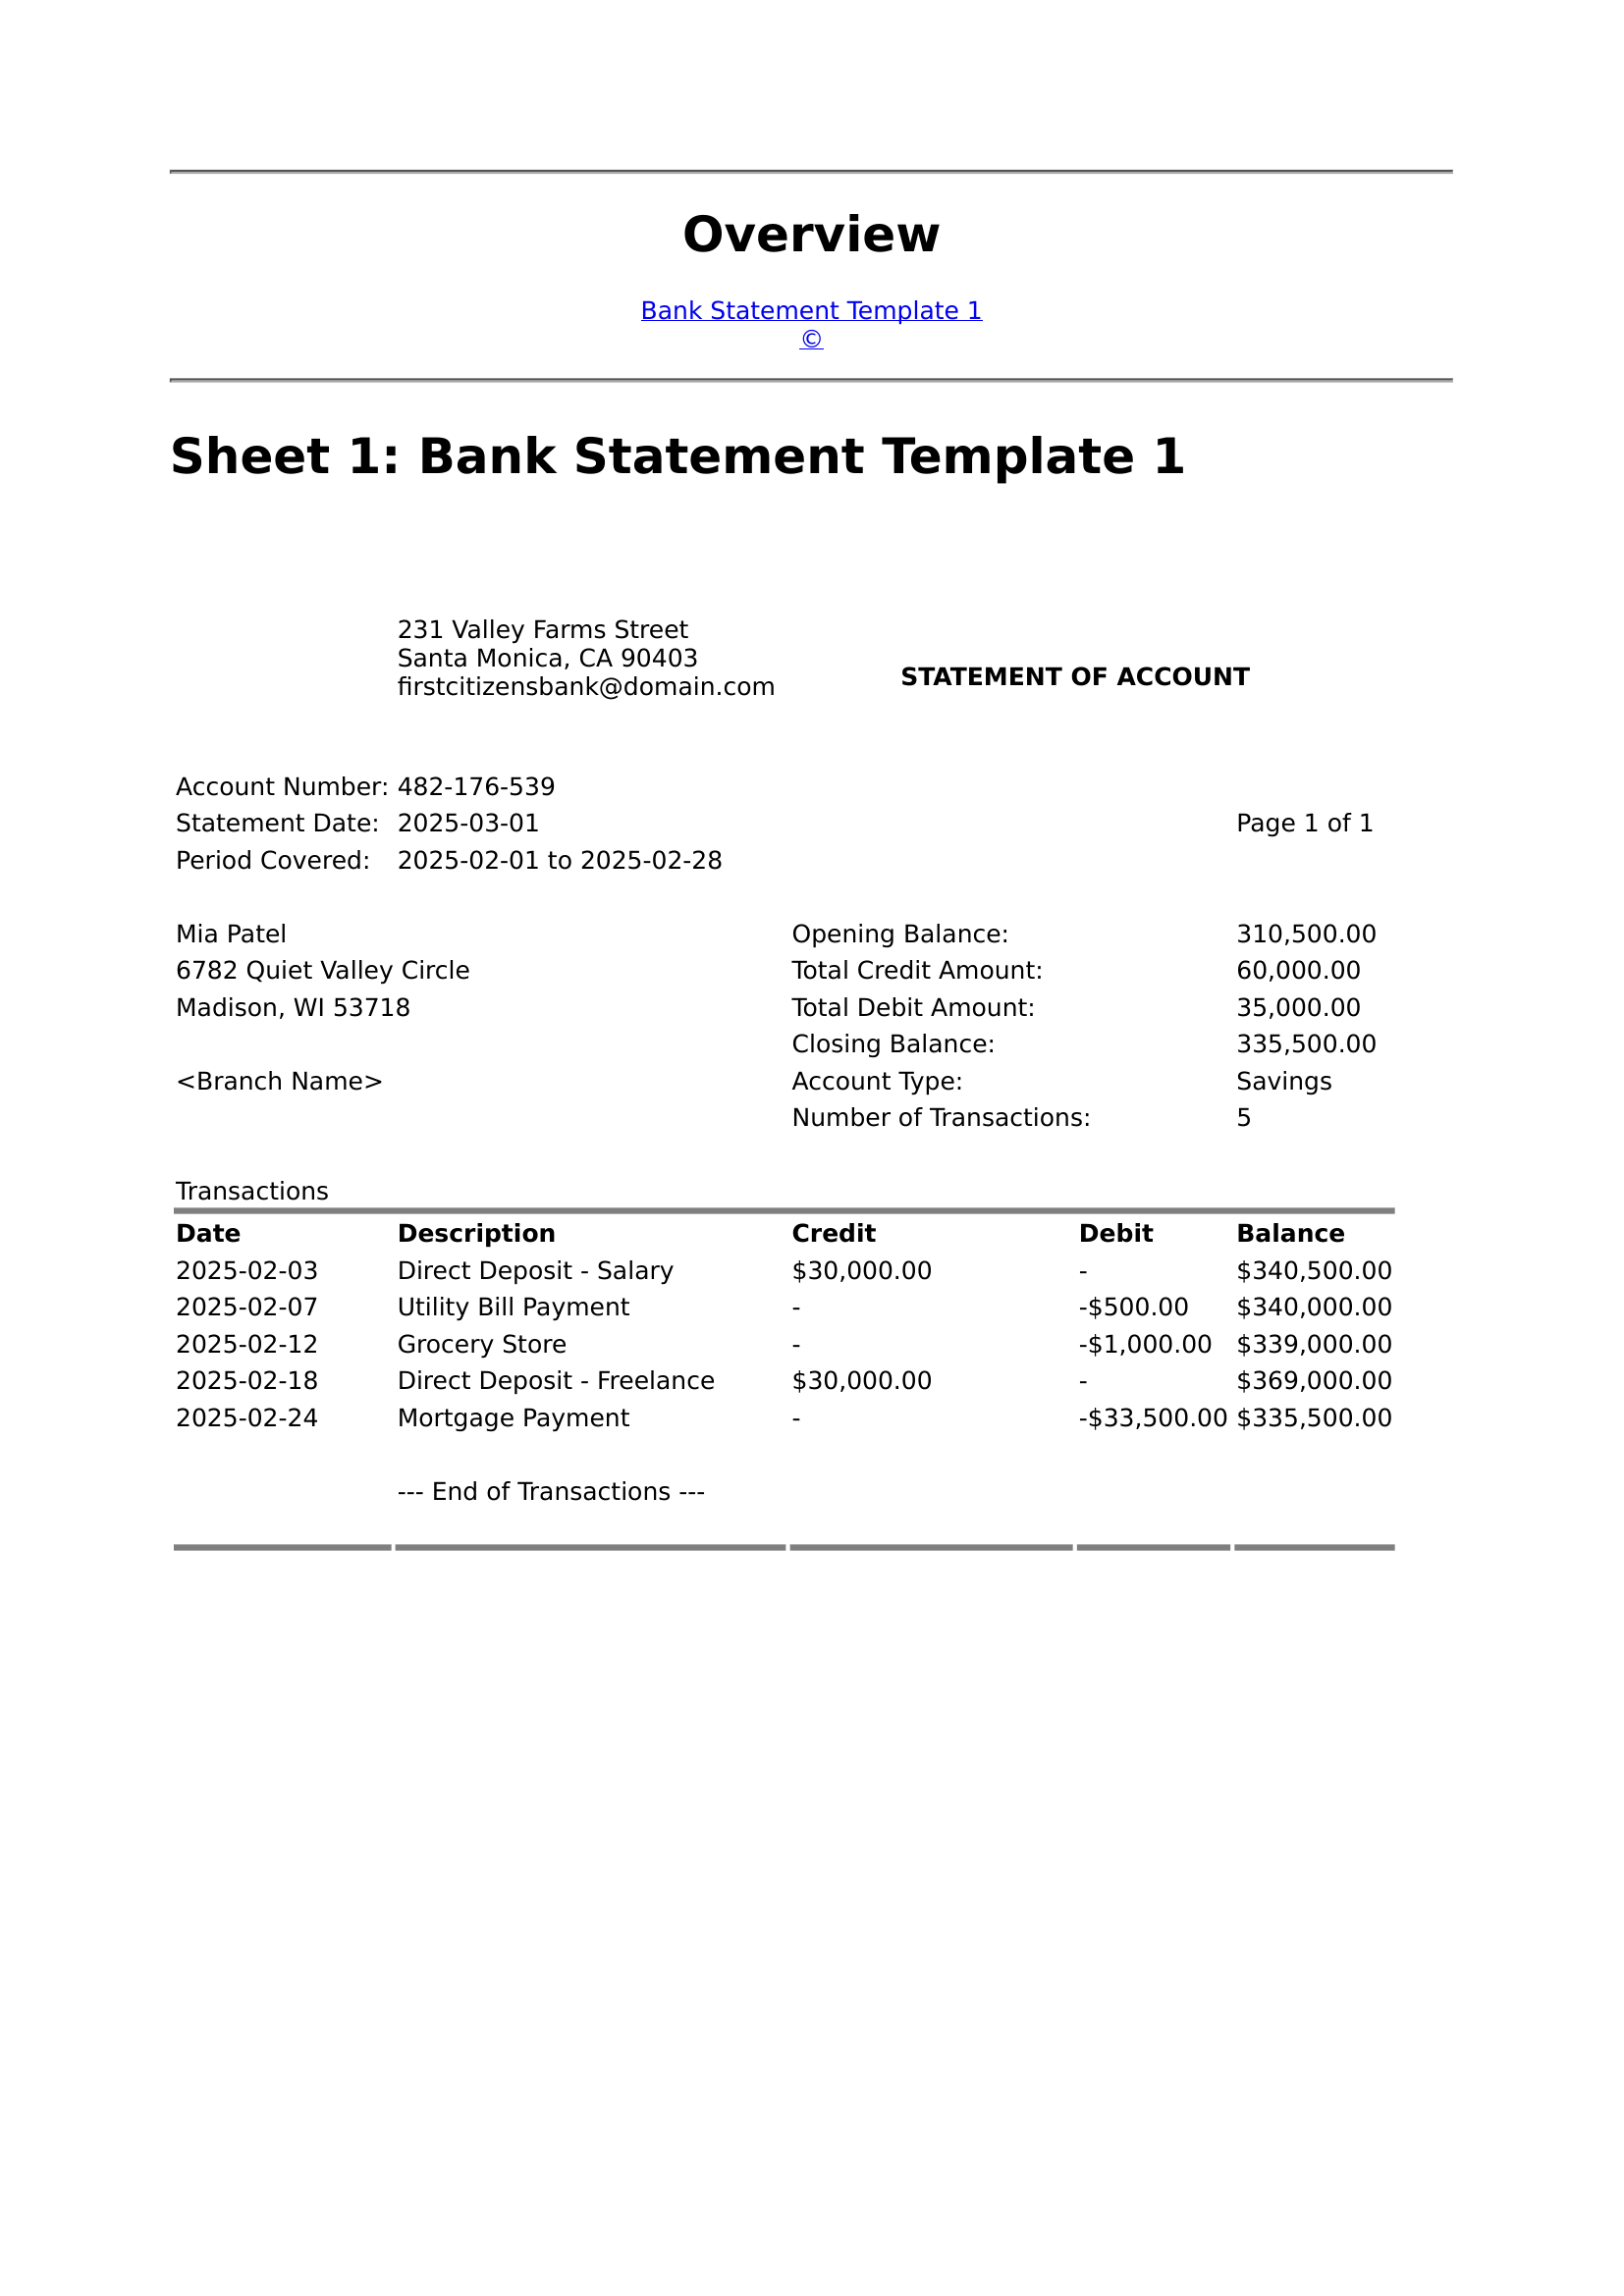 Overview
Bank Statement Template 1
©
Sheet 1: Bank Statement Template 1
231 Valley Farms Street
Santa Monica, CA 90403
firstcitizensbank@domain.com
STATEMENT OF ACCOUNT
Account Number: 482-176-539
Statement Date: 2025-03-01 Page 1 of 1
Period Covered: 2025-02-01 to 2025-02-28
Mia Patel Opening Balance: 310,500.00
6782 Quiet Valley Circle Total Credit Amount: 60,000.00
Madison, WI 53718 Total Debit Amount: 35,000.00
Closing Balance: 335,500.00
<Branch Name> Account Type: Savings
Number of Transactions: 5
Transactions
Date Description Credit Debit Balance
2025-02-03 Direct Deposit - Salary $30,000.00 - $340,500.00
2025-02-07 Utility Bill Payment - -$500.00 $340,000.00
2025-02-12 Grocery Store - -$1,000.00 $339,000.00
2025-02-18 Direct Deposit - Freelance $30,000.00 - $369,000.00
2025-02-24 Mortgage Payment - -$33,500.00 $335,500.00
--- End of Transactions ---